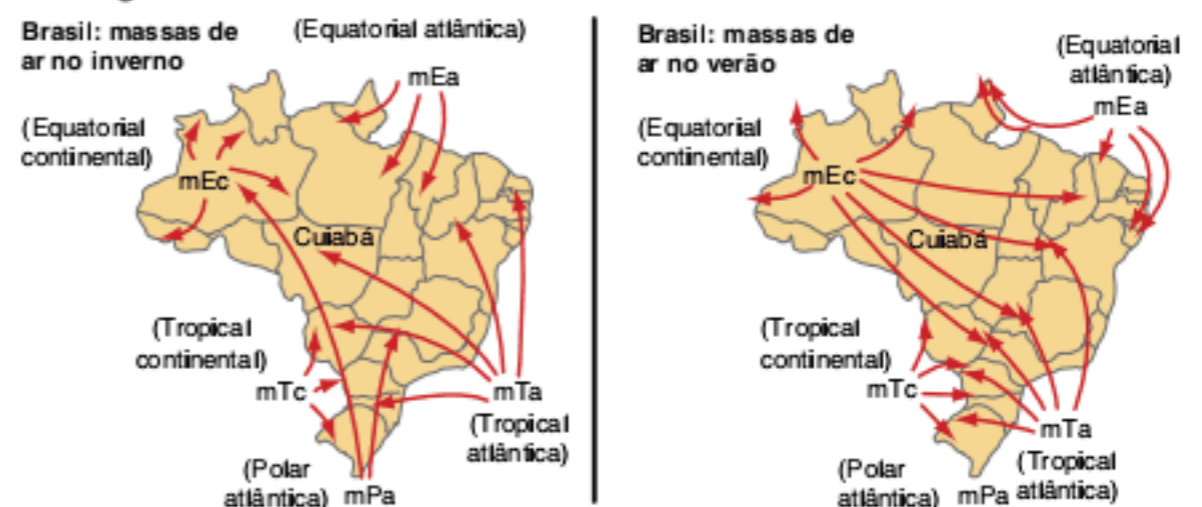 Brasil: massas de
ar no inverno
(Equatorial atlântica)
mEa
(Equatorial
continental)
mEc
Cuiabá
(Tropical
continental)
mTc
mTa
(Tropical
atlântica)
(Polar
atlântica)
mPa
Brasil: massas de
ar no verão
(Equatorial
atlântica)
mEa
(Equatorial
continental)
mEc
Cuiabá
(Tropical
continental)
mTc
mTa
(Tropical
atlântica)
(Polar
atlântica)
mPa